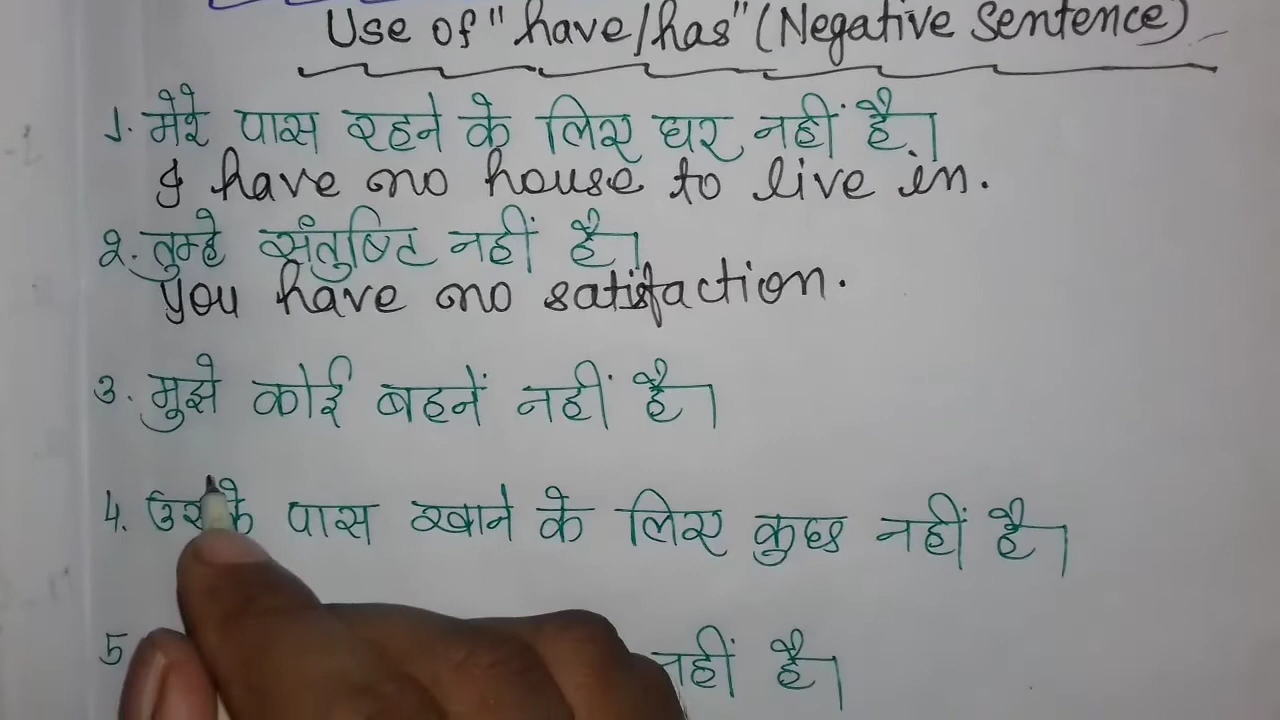 Use of "have/has" (Negative Sentence)
1. मेरे पास रहने के लिए घर नहीं है।
I have no house to live in.
2. तुम्हे संतुष्टि नहीं है।
you have no satisfaction.
3. मुझे कोई बहनें नहीं है।
4. उसके पास खाने के लिए कुछ नहीं है।
5 नहीं है।